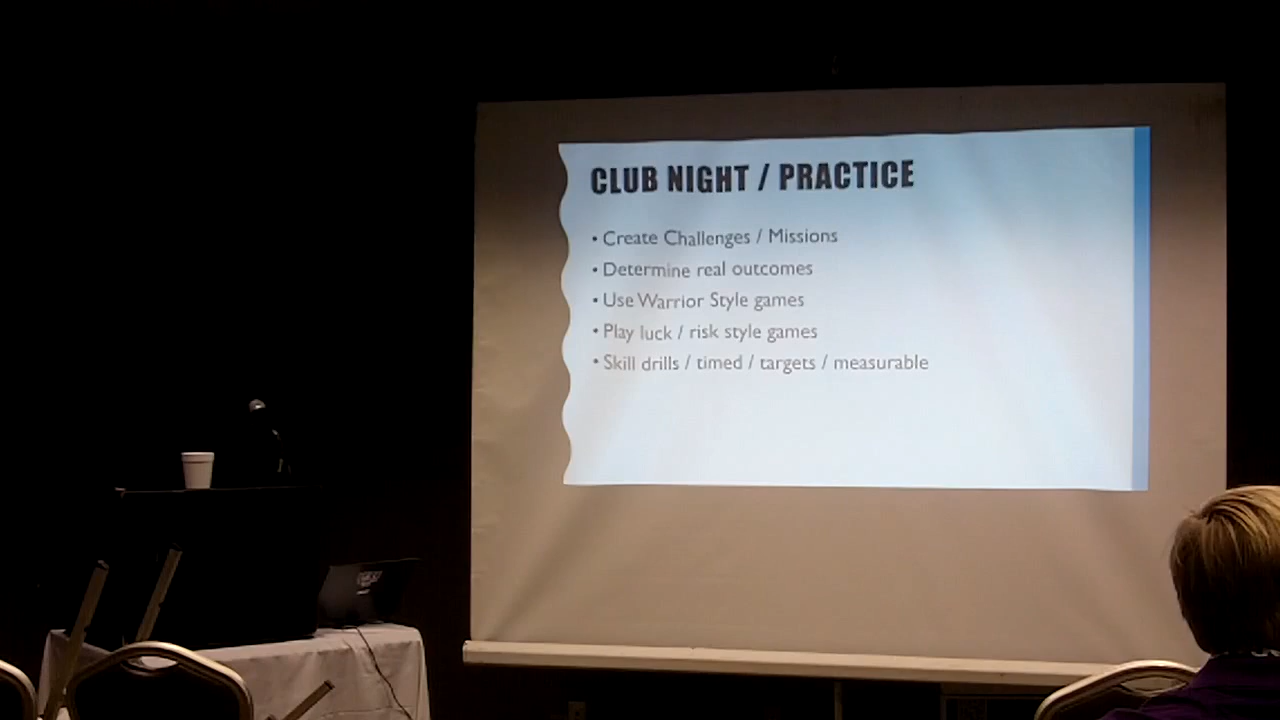 CLUB NIGHT / PRACTICE
• Create Challenges / Missions
• Determine real outcomes
• Use Warrior Style games
• Play luck / risk style games
• Skill drills / timed / targets / measurable